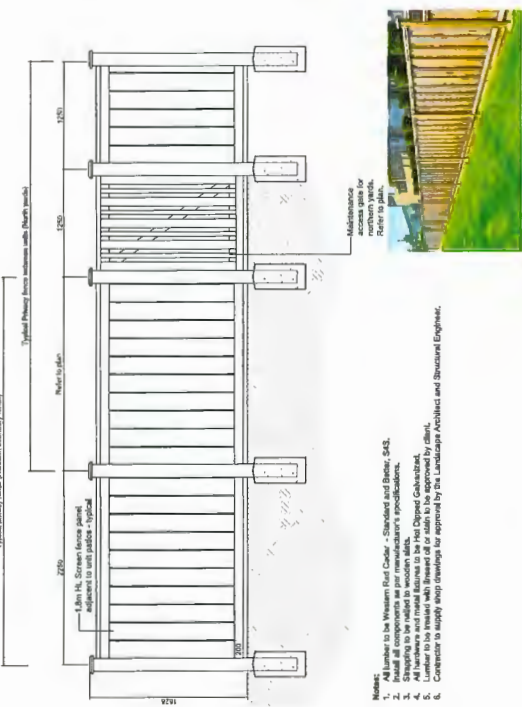 Typical Privacy fence between units (North yards)
1250
1250
Refer to plan
2250
1.8m Ht. Screen fence panel
adjacent to unit patios - typical
200
1828
Maintenance
access gate for
northern yards.
Refer to plan.
Notes:
1. All lumber to be Western Red Cedar - Standard and Better, S4S.
2. Install all components as per manufacturer's specifications.
3. Strapping to be nailed to wooden slats.
4. All hardware and metal fixtures to be Hot Dipped Galvanized.
5. Lumber to be treated with linseed oil or stain to be approved by client.
6. Contractor to supply shop drawings for approval by the Landscape Architect and Structural Engineer.